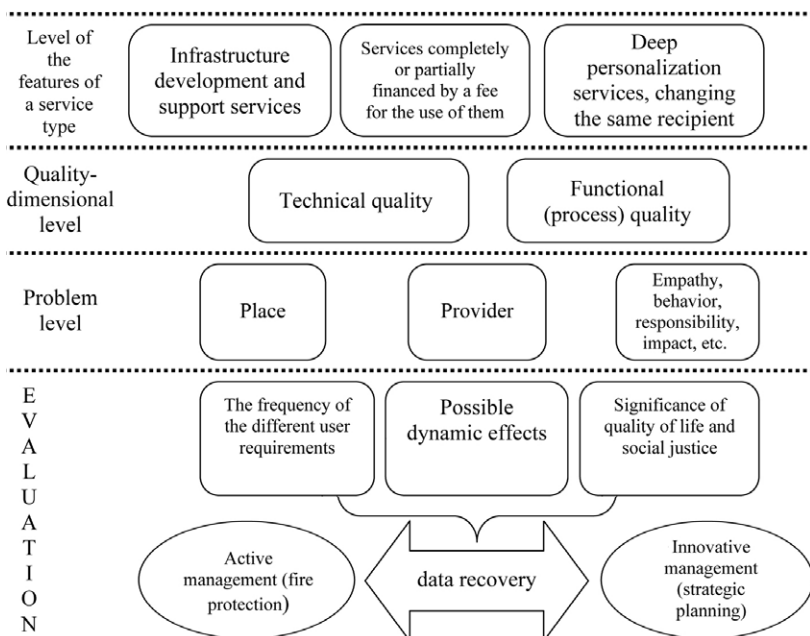 Level of
the
features of
a service
type
Infrastructure
development and
support services
Services completely
or partially
financed by a fee
for the use of them
Deep
personalization
services, changing
the same recipient
Quality-
dimensional
level
Technical quality
Functional
(process) quality
Problem
level
Place
Provider
Empathy,
behavior,
responsibility,
impact, etc.
E
V
A
L
U
A
T
I
O
N
The frequency of
the different user
requirements
Possible
dynamic effects
Significance of
quality of life and
social justice
Active
management (fire
protection)
data recovery
Innovative
management
(strategic
planning)